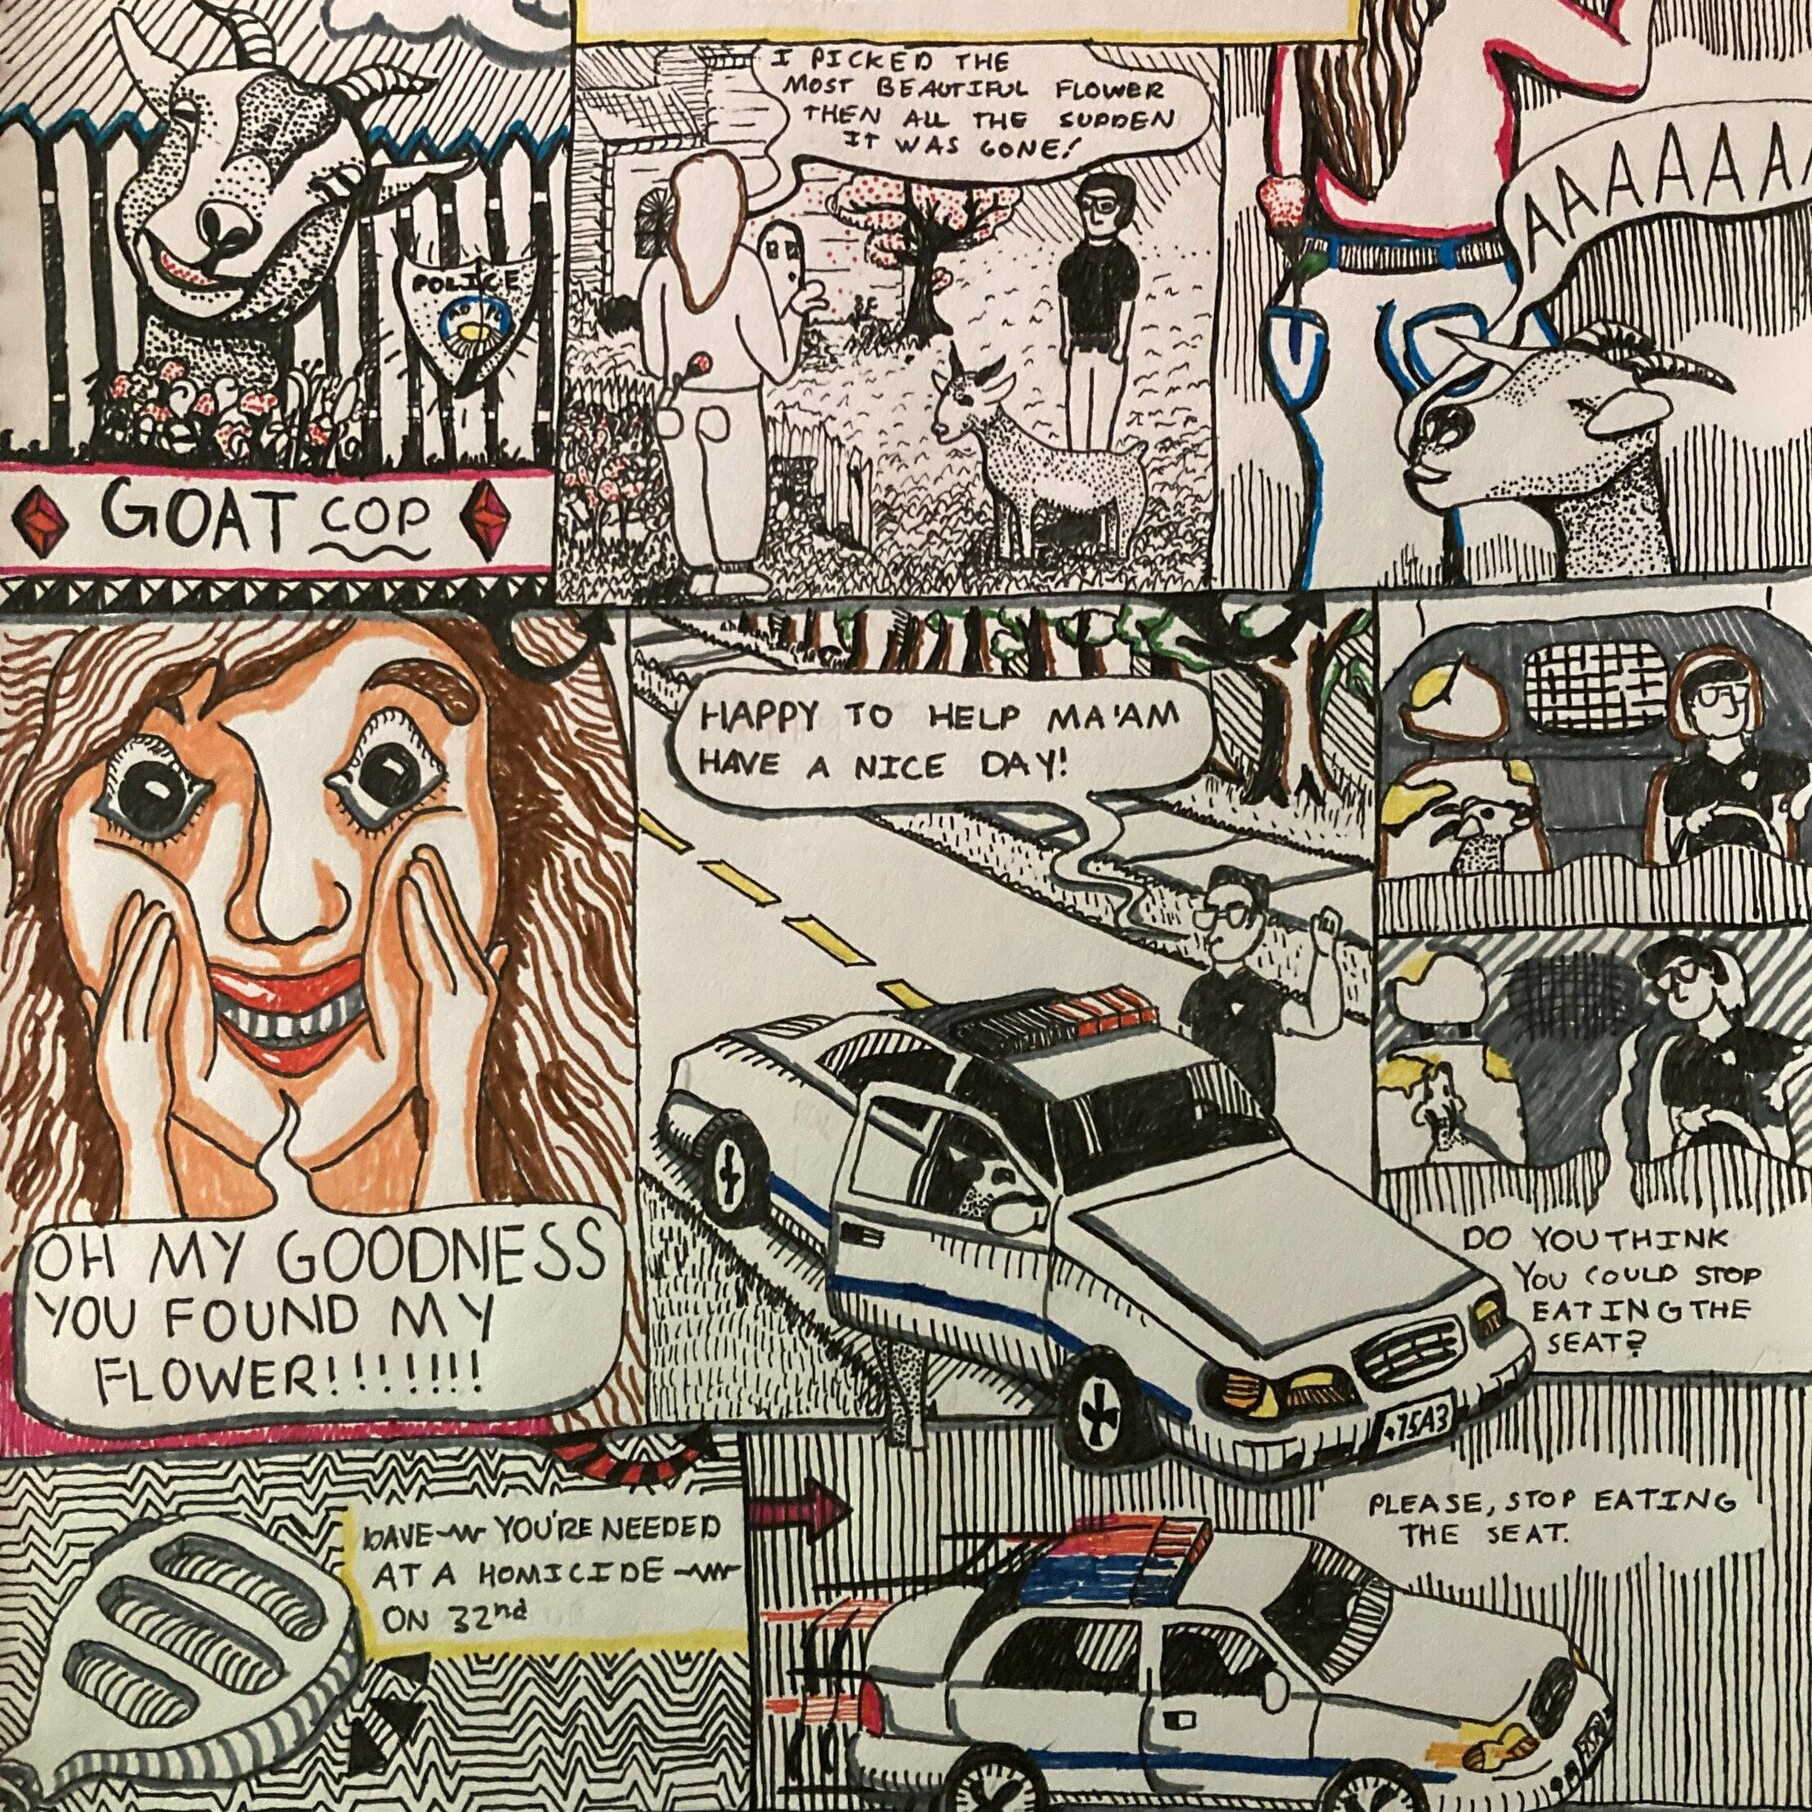 POLICE
GOAT COP
I PICKED THE
MOST BEAUTIFUL FLOWER
THEN ALL THE SUDDEN
IT WAS GONE!
AAAAAAA
OH MY GOODNESS
YOU FOUND MY
FLOWER!!!!!!!
HAPPY TO HELP MA'AM
HAVE A NICE DAY!
75A3
DO YOU THINK
YOU COULD STOP
EATING THE
SEAT?
DAVE YOU'RE NEEDED
AT A HOMICIDE
ON 32nd
PLEASE, STOP EATING
THE SEAT.